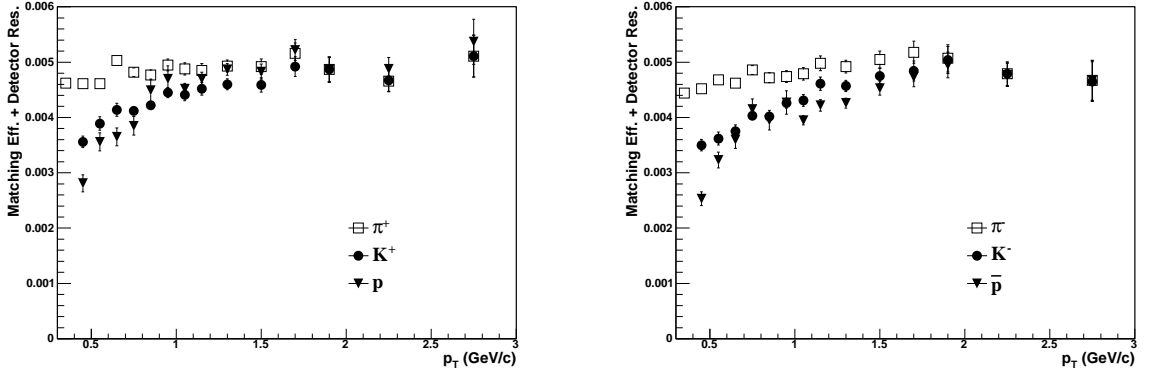 Matching Eff. + Detector Res.
0.006
0.005
0.004
0.003
0.002
0.001
0
π⁺
K⁺
p
0.5 1 1.5 2 2.5 3
p_T (GeV/c)
Matching Eff. + Detector Res.
0.006
0.005
0.004
0.003
0.002
0.001
0
π⁻
K⁻
p̅
0.5 1 1.5 2 2.5 3
p_T (GeV/c)